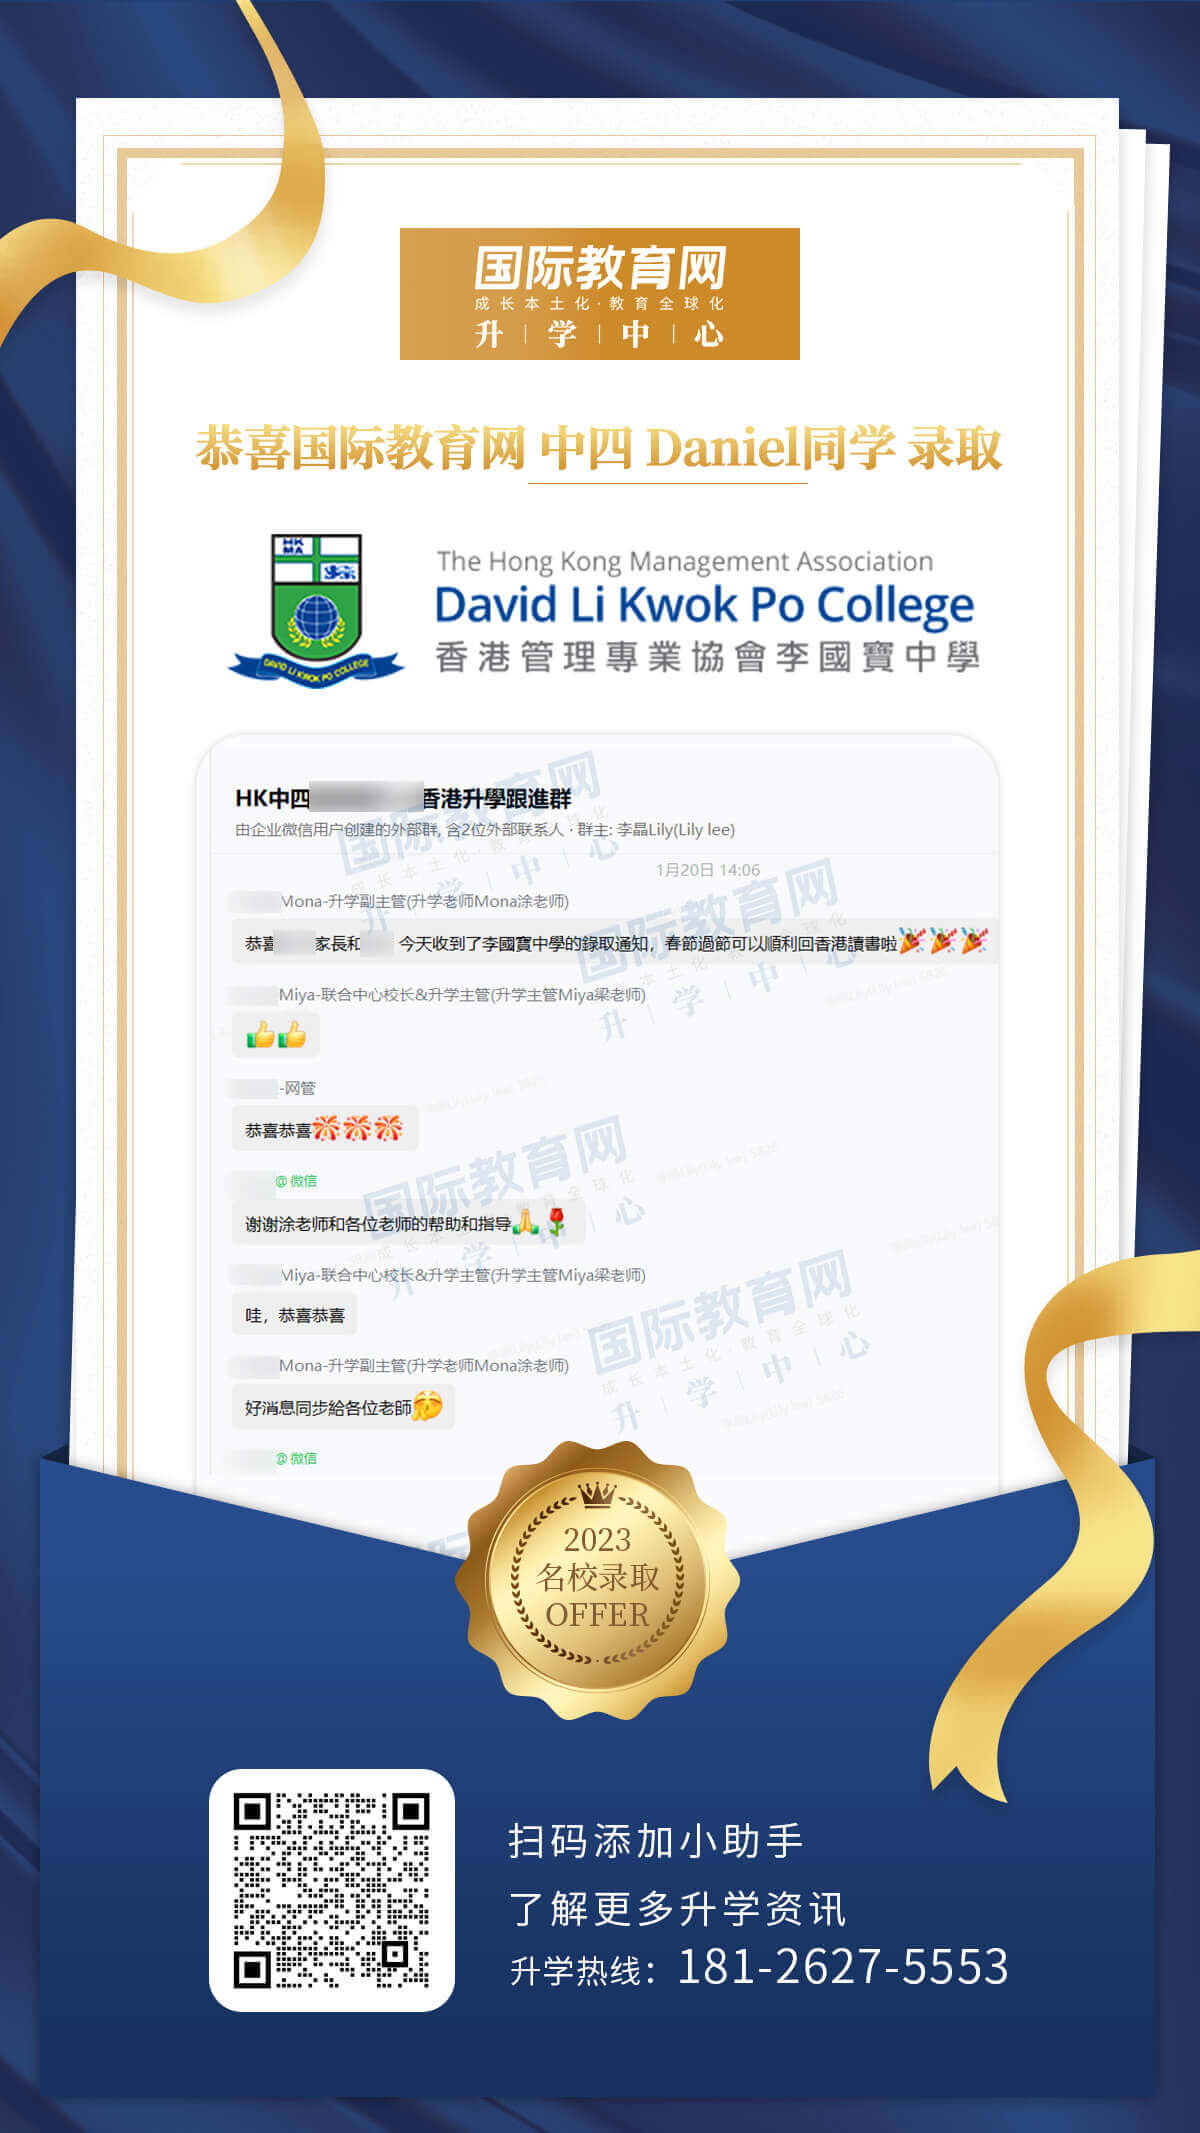 国际教育网
成长本土化·教育全球化
升|学|中|心
恭喜国际教育网 中四 Daniel同学 录取
HK
MA
DAVID LI KWOK PO COLLEGE
The Hong Kong Management Association
David Li Kwok Po College
香港管理專業協會李國寶中學
HK中四 香港升學跟進群
由企业微信用户创建的外部群, 含2位外部联系人 · 群主: 李晶Lily(Lily lee)
1月20日 14:06
Mona-升学副主管(升学老师Mona涂老师)
恭喜 家長和 今天收到了李國寶中學的錄取通知，春節過節可以順利回香港讀書啦🎉🎉🎉
Miya-联合中心校长&升学主管(升学主管Miya梁老师)
👍👍
-网管
恭喜恭喜
@微信
谢谢涂老师和各位老师的帮助和指导🙏🌹
Miya-联合中心校长&升学主管(升学主管Miya梁老师)
哇，恭喜恭喜
Mona-升学副主管(升学老师Mona涂老师)
好消息同步給各位老師
@微信
2023
名校录取
OFFER
扫码添加小助手
了解更多升学资讯
升学热线：181-2627-5553